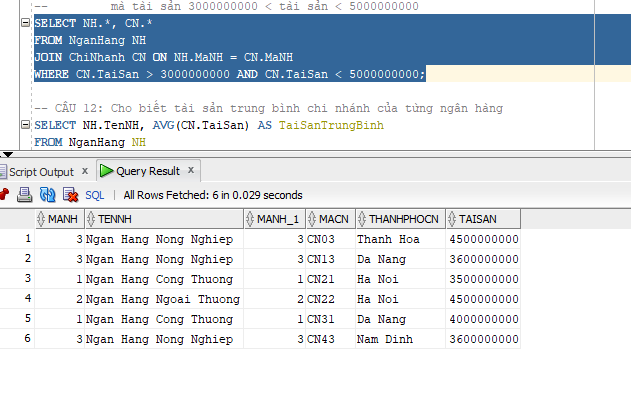 -- mà tài sản 3000000000 < tài sản < 5000000000
SELECT NH.*, CN.*
FROM NganHang NH
JOIN ChiNhanh CN ON NH.MaNH = CN.MaNH
WHERE CN.TaiSan > 3000000000 AND CN.TaiSan < 5000000000;
-- CÂU 12: Cho biết tài sản trung bình chi nhánh của từng ngân hàng
SELECT NH.TenNH, AVG(CN.TaiSan) AS TaiSanTrungBinh
FROM NganHang NH
Script Output x Query Result x
SQL | All Rows Fetched: 6 in 0.029 seconds
MANH TENNH MANH_1 MACN THANHPHOCN TAISAN
1 3 Ngan Hang Nong Nghiep 3 CN03 Thanh Hoa 4500000000
2 3 Ngan Hang Nong Nghiep 3 CN13 Da Nang 3600000000
3 1 Ngan Hang Cong Thuong 1 CN21 Ha Noi 3500000000
4 2 Ngan Hang Ngoai Thuong 2 CN22 Ha Noi 4500000000
5 1 Ngan Hang Cong Thuong 1 CN31 Da Nang 4000000000
6 3 Ngan Hang Nong Nghiep 3 CN43 Nam Dinh 3600000000